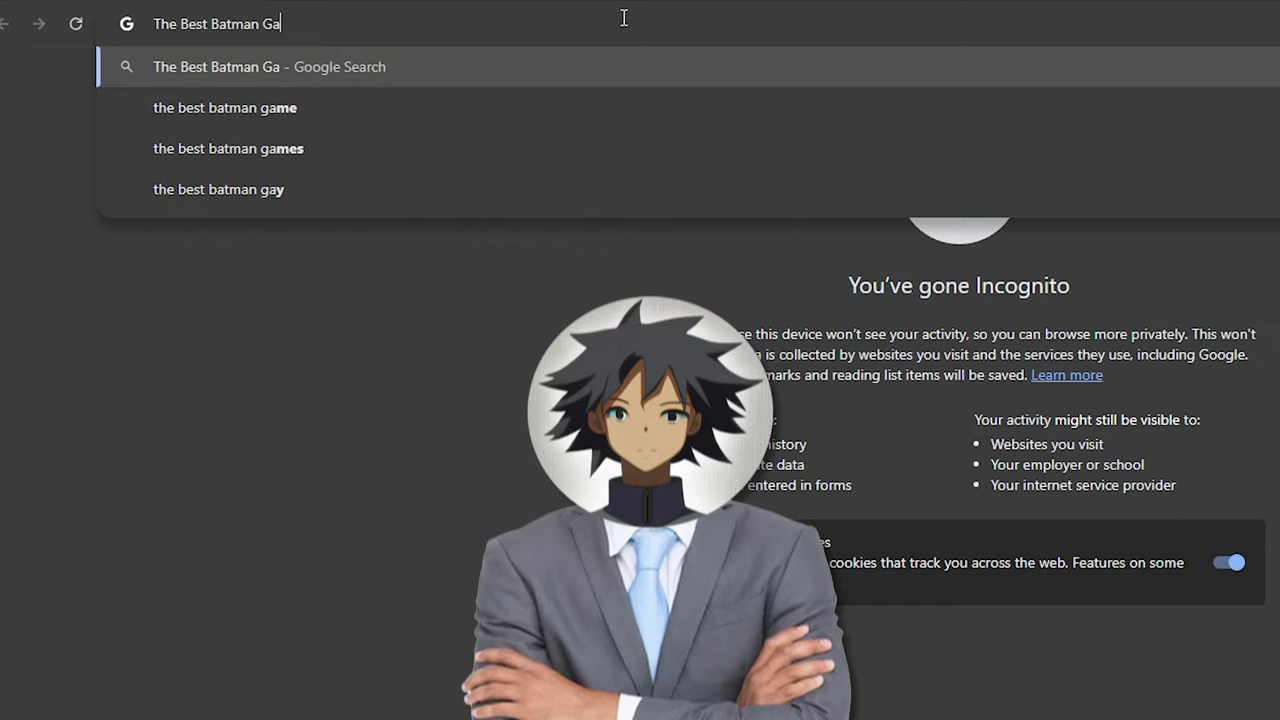 The Best Batman Ga
The Best Batman Ga - Google Search
the best batman game
the best batman games
the best batman gay
You've gone Incognito
this device won't see your activity, so you can browse more privately. This won't
is collected by websites you visit and the services they use, including Google.
and reading list items will be saved. Learn more
Your activity might still be visible to:
history
Websites you visit
data
Your employer or school
entered in forms
Your internet service provider
cookies that track you across the web. Features on some